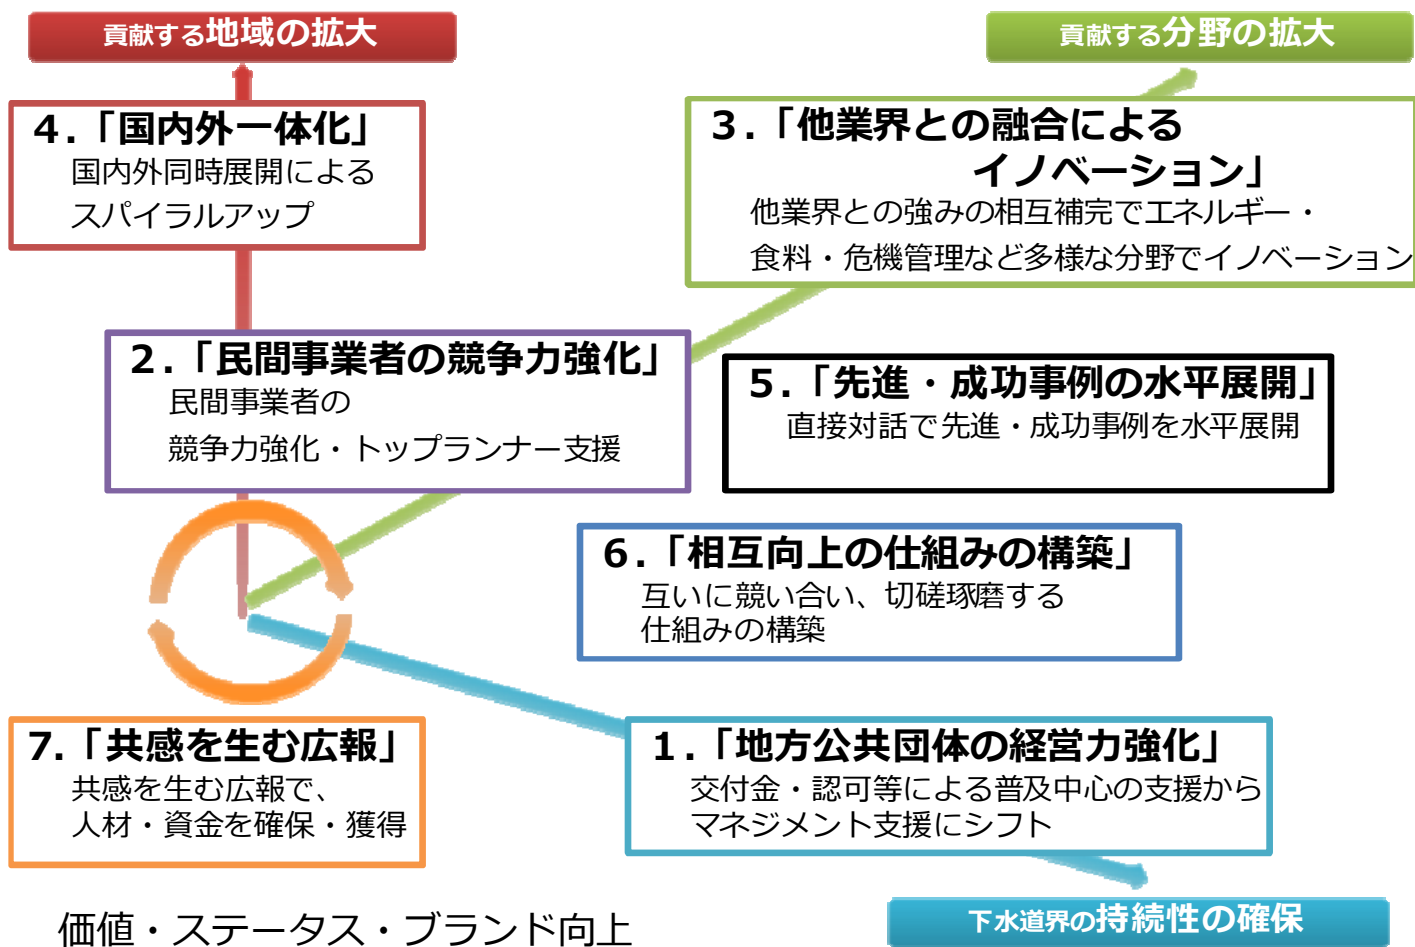 貢献する地域の拡大
貢献する分野の拡大
4.「国内外一体化」
国内外同時展開による
スパイラルアップ
3.「他業界との融合による
イノベーション」
他業界との強みの相互補完でエネルギー・
食料・危機管理など多様な分野でイノベーション
2.「民間事業者の競争力強化」
民間事業者の
競争力強化・トップランナー支援
5.「先進・成功事例の水平展開」
直接対話で先進・成功事例を水平展開
6.「相互向上の仕組みの構築」
互いに競い合い、切磋琢磨する
仕組みの構築
7.「共感を生む広報」
共感を生む広報で、
人材・資金を確保・獲得
1.「地方公共団体の経営力強化」
交付金・認可等による普及中心の支援から
マネジメント支援にシフト
価値・ステータス・ブランド向上
下水道界の持続性の確保